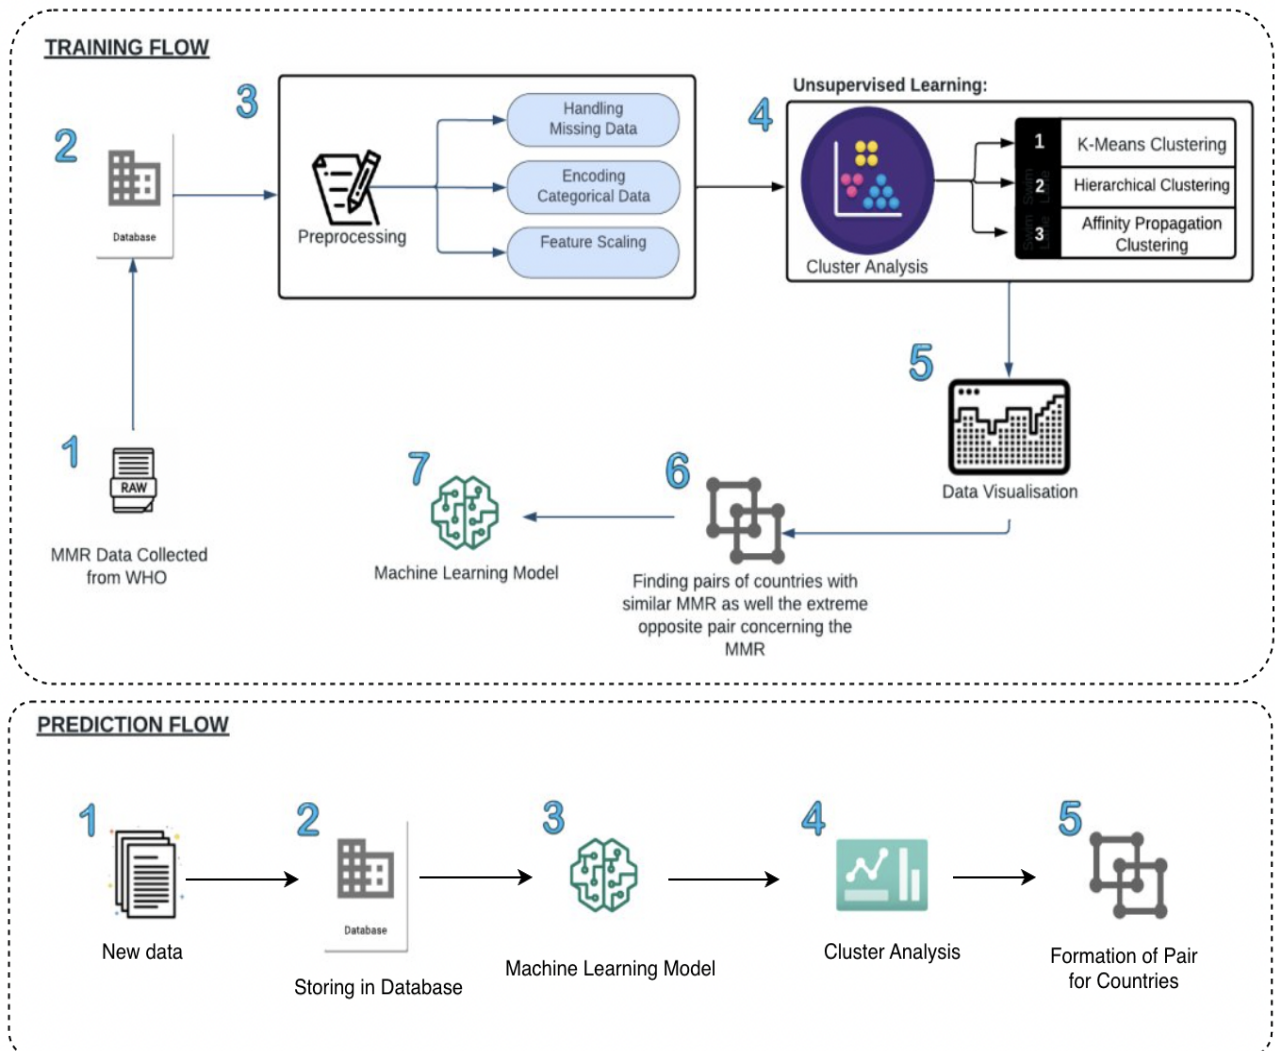 TRAINING FLOW
3
Handling
Missing Data
Encoding
Categorical Data
Feature Scaling
Preprocessing
2
Database
Unsupervised Learning:
4
Cluster Analysis
1
K-Means Clustering
2
Hierarchical Clustering
3
Affinity Propagation
Clustering
1
RAW
MMR Data Collected
from WHO
5
Data Visualisation
6
Finding pairs of countries with
similar MMR as well the extreme
opposite pair concerning the
MMR
7
Machine Learning Model
PREDICTION FLOW
1
New data
2
Database
Storing in Database
3
Machine Learning Model
4
Cluster Analysis
5
Formation of Pair
for Countries